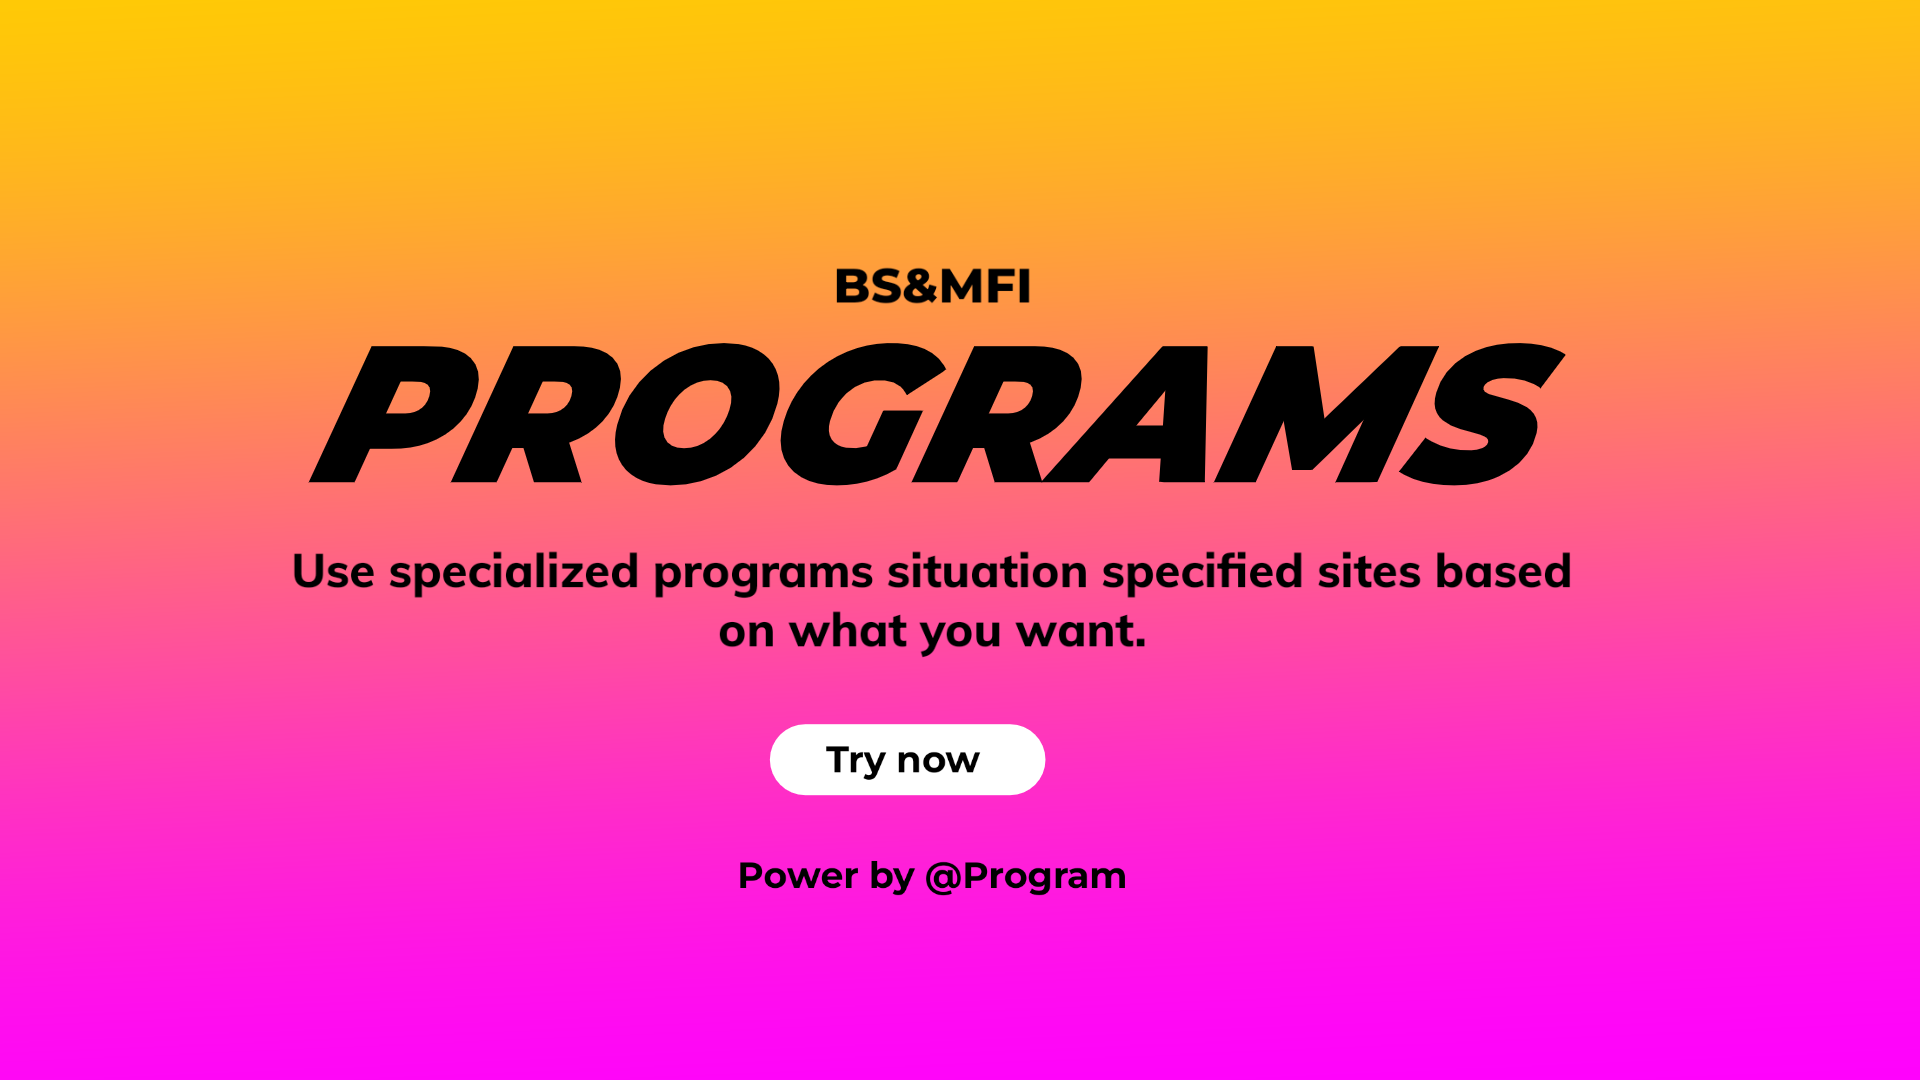 BS&MFI
PROGRAMS
Use specialized programs situation specified sites based
on what you want.
Try now
Power by @Program